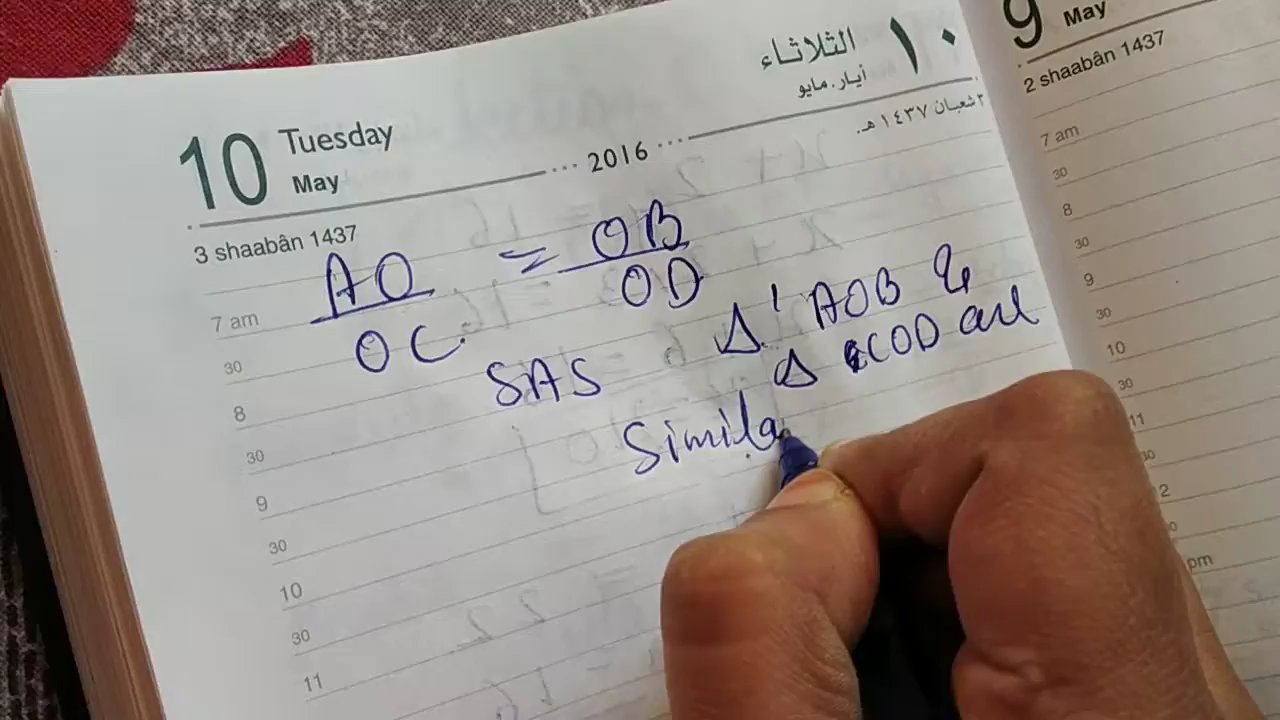 10 Tuesday
May
3 shaabân 1437
2016
الثلاثاء ١٠
أيار. مايو
٣ شعبان ١٤٣٧ هـ.
9 May
2 shaabân 1437
AO = OB
OC OD
SAS Δ' AOB &
Δ COD are
Simila
7 am
30
8
30
9
30
10
30
11
7 am
30
8
30
9
30
10
30
11
30
pm